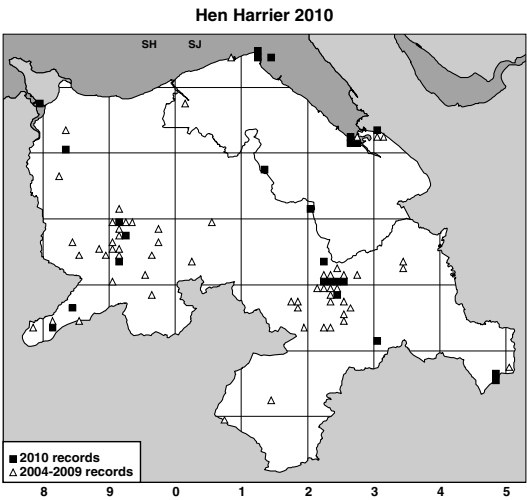 Hen Harrier 2010
SH SJ
2010 records
2004-2009 records
8 9 0 1 2 3 4 5